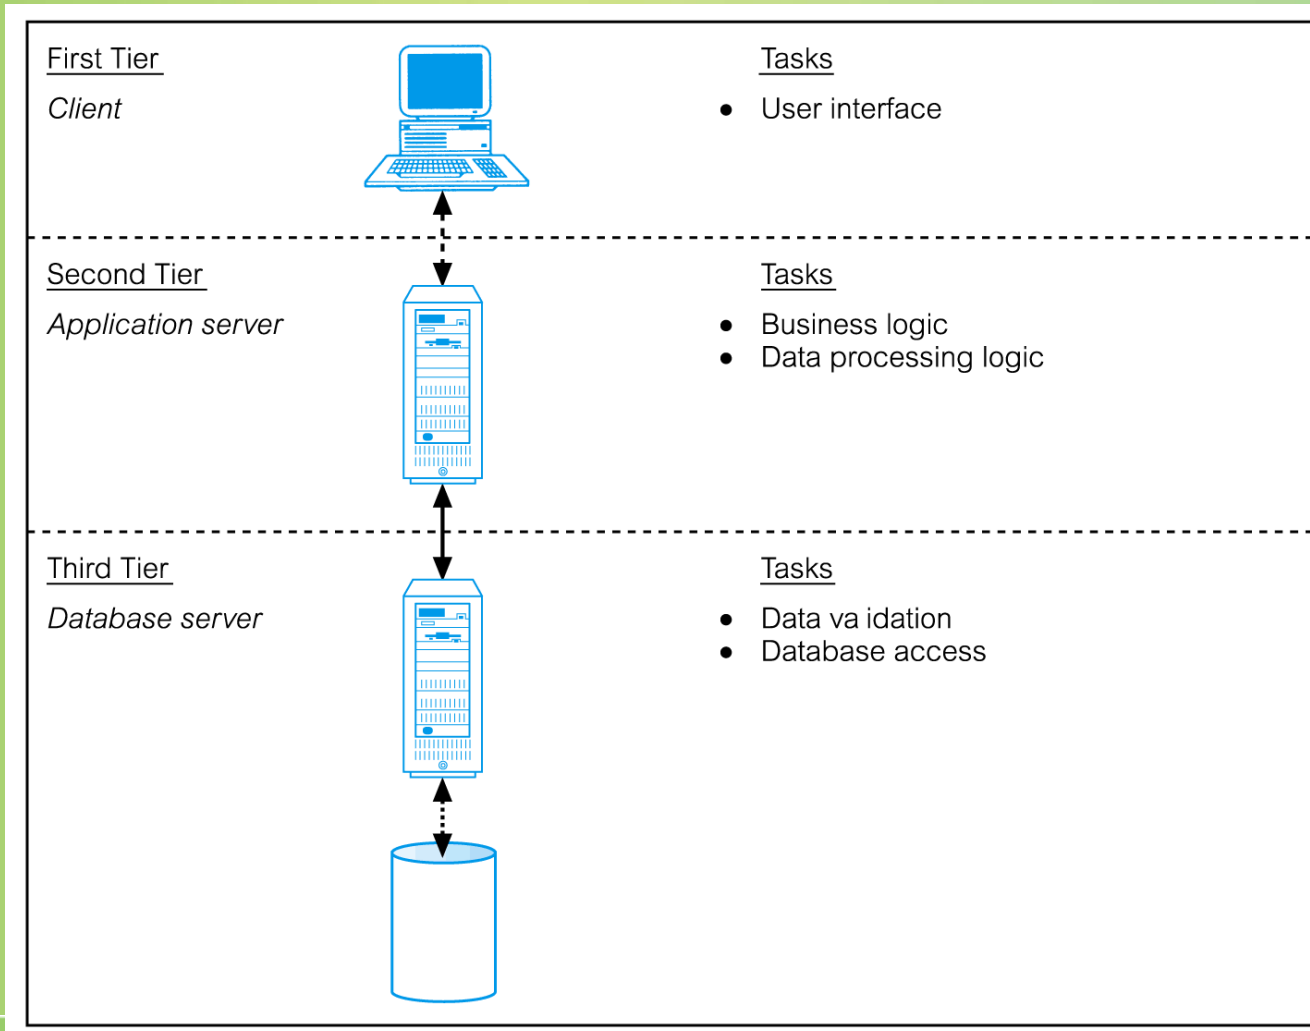 First Tier
Client
Tasks
● User interface
Second Tier
Application server
Tasks
● Business logic
● Data processing logic
Third Tier
Database server
Tasks
● Data va idation
● Database access